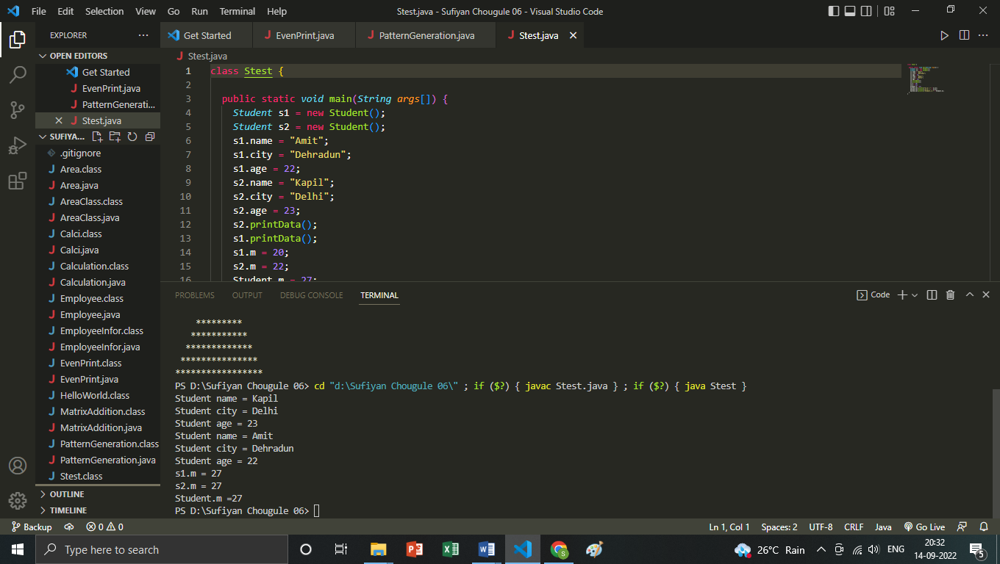 File Edit Selection View Go Run Terminal Help
Stest.java - Sufiyan Chougule 06 - Visual Studio Code
EXPLORER ···
OPEN EDITORS
Get Started
EvenPrint.java
PatternGenerati...
Stest.java
SUFIYA...
.gitignore
Area.class
Area.java
AreaClass.class
AreaClass.java
Calci.class
Calci.java
Calculation.class
Calculation.java
Employee.class
Employee.java
EmployeeInfor.class
EmployeeInfor.java
EvenPrint.class
EvenPrint.java
HelloWorld.class
MatrixAddition.class
MatrixAddition.java
PatternGeneration.class
PatternGeneration.java
Stest.class
OUTLINE
TIMELINE
Get Started EvenPrint.java PatternGeneration.java Stest.java
Stest.java
1 class Stest {
2
3 public static void main(String args[]) {
4 Student s1 = new Student();
5 Student s2 = new Student();
6 s1.name = "Amit";
7 s1.city = "Dehradun";
8 s1.age = 22;
9 s2.name = "Kapil";
10 s2.city = "Delhi";
11 s2.age = 23;
12 s2.printData();
13 s1.printData();
14 s1.m = 20;
15 s2.m = 22;
16 Student.m = 27;
PROBLEMS OUTPUT DEBUG CONSOLE TERMINAL
Code
*********
***********
*************
***************
*****************
PS D:\Sufiyan Chougule 06> cd "d:\Sufiyan Chougule 06\" ; if ($?) { javac Stest.java } ; if ($?) { java Stest }
Student name = Kapil
Student city = Delhi
Student age = 23
Student name = Amit
Student city = Dehradun
Student age = 22
s1.m = 27
s2.m = 27
Student.m =27
PS D:\Sufiyan Chougule 06>
Backup 0 0
Ln 1, Col 1 Spaces: 2 UTF-8 CRLF Java Go Live
Type here to search
26°C Rain ENG
20:32
14-09-2022
5